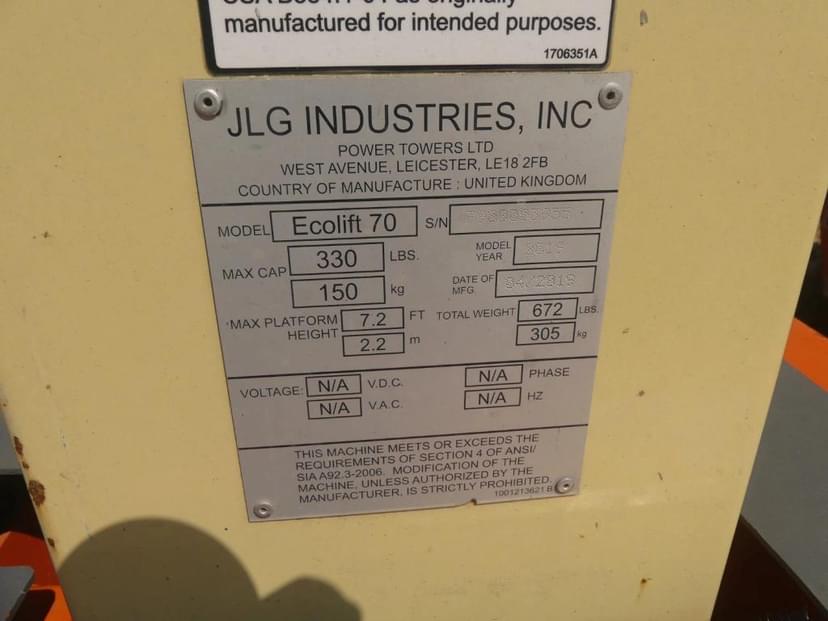 manufactured for intended purposes.
1706351A
JLG INDUSTRIES, INC
POWER TOWERS LTD
WEST AVENUE, LEICESTER, LE18 2FB
COUNTRY OF MANUFACTURE : UNITED KINGDOM
MODEL Ecolift 70 S/N
MAX CAP 330 LBS. MODEL YEAR
150 kg DATE OF MFG. 04/2019
MAX PLATFORM HEIGHT 7.2 FT TOTAL WEIGHT 672 LBS.
2.2 m 305 kg
VOLTAGE: N/A V.D.C. N/A PHASE
N/A V.A.C. N/A HZ
THIS MACHINE MEETS OR EXCEEDS THE
REQUIREMENTS OF SECTION 4 OF ANSI/
SIA A92.3-2006. MODIFICATION OF THE
MACHINE, UNLESS AUTHORIZED BY THE
MANUFACTURER, IS STRICTLY PROHIBITED.
1001213621 B